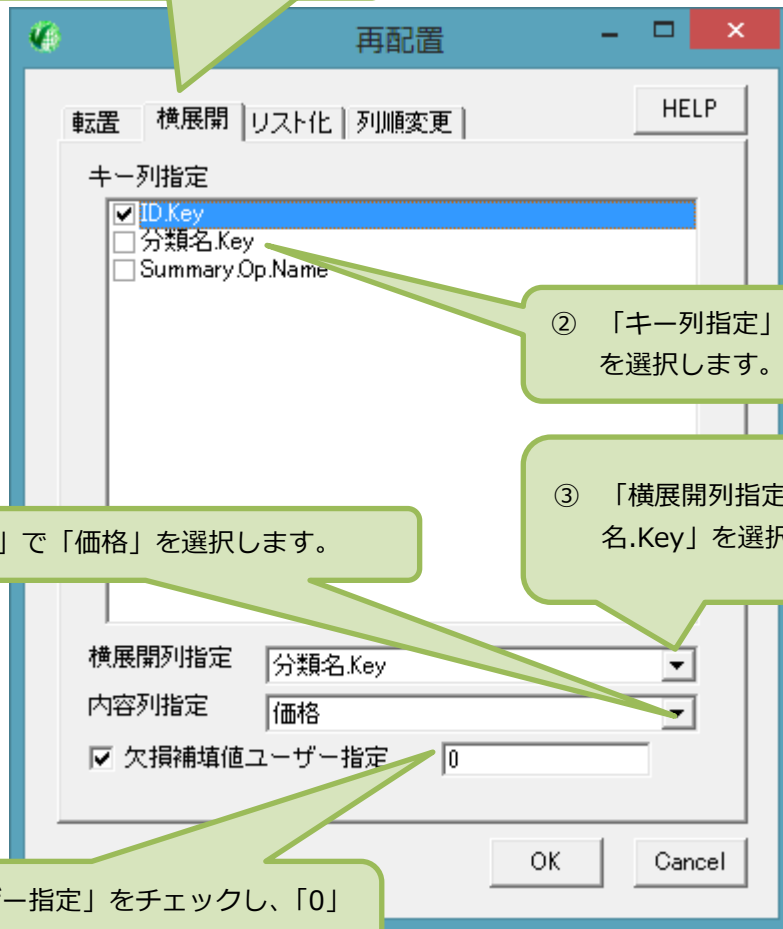 再配置
転置 横展開 リスト化 列順変更 HELP
キー列指定
ID.Key
分類名.Key
Summary.Op.Name
② 「キー列指定」
を選択します。
③ 「横展開列指定
名.Key」を選択
」で「価格」を選択します。
横展開列指定 分類名.Key
内容列指定 価格
欠損補填値ユーザー指定 0
OK Cancel
ー指定」をチェックし、「0」